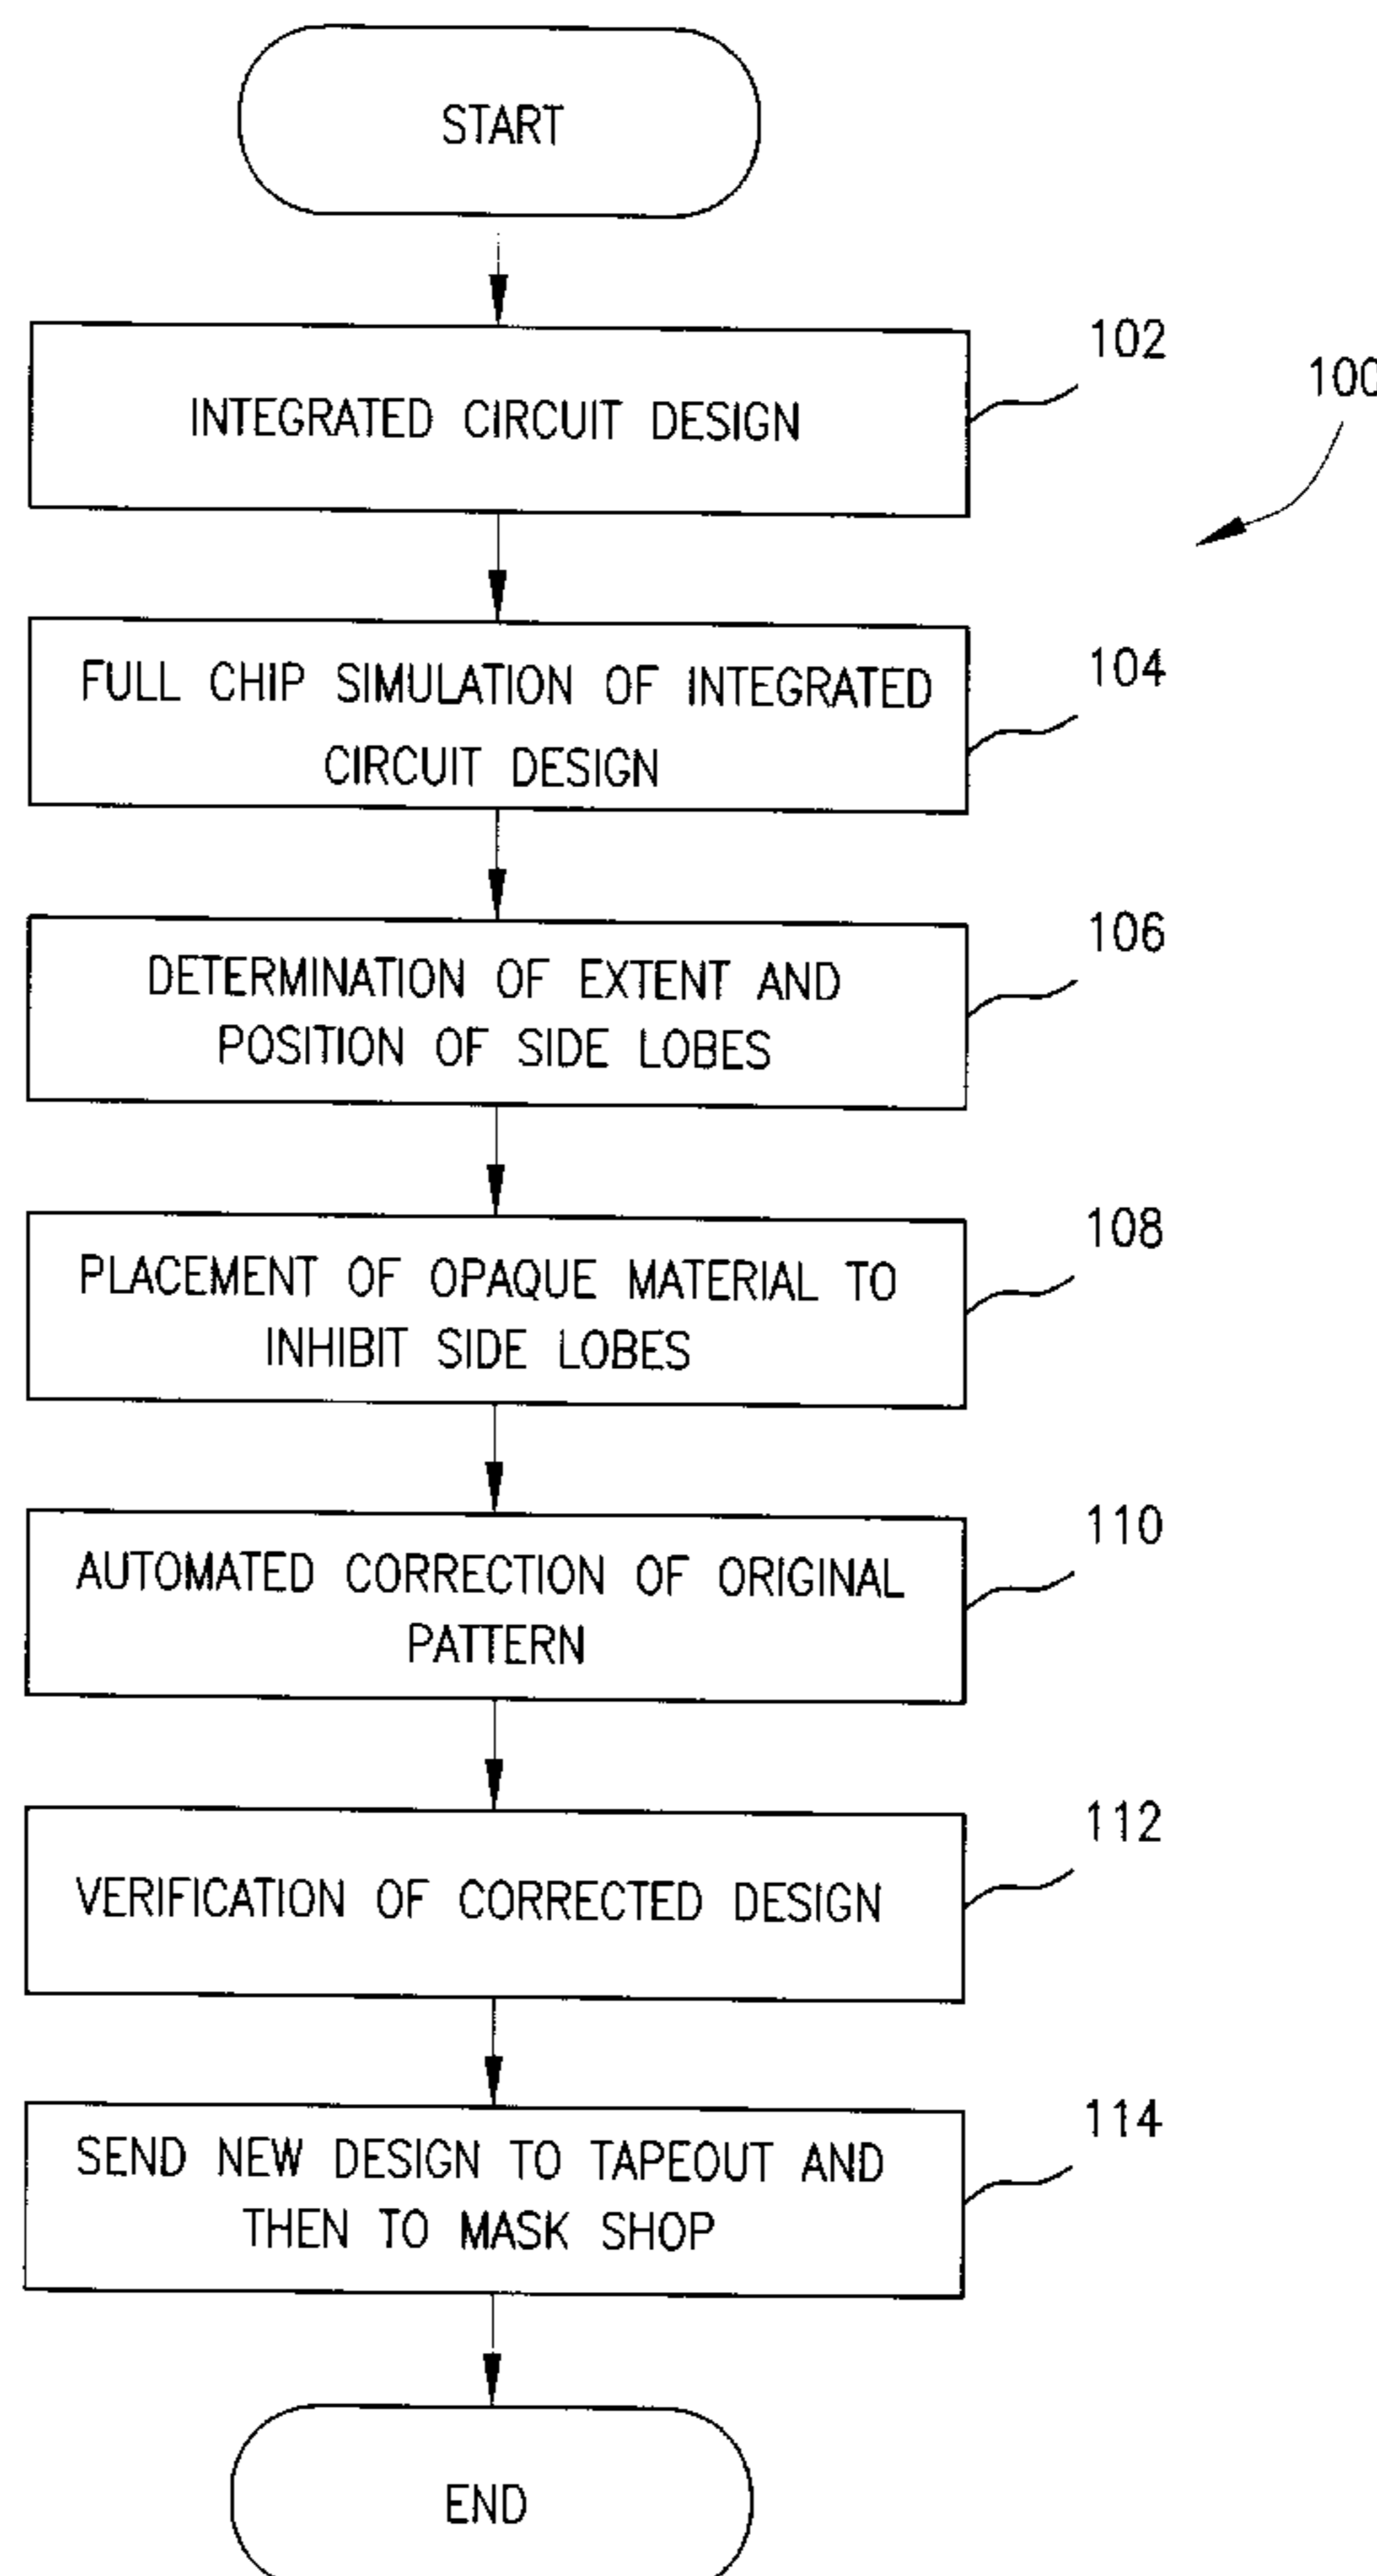 START
INTEGRATED CIRCUIT DESIGN
102
100
FULL CHIP SIMULATION OF INTEGRATED
CIRCUIT DESIGN
104
DETERMINATION OF EXTENT AND
POSITION OF SIDE LOBES
106
PLACEMENT OF OPAQUE MATERIAL TO
INHIBIT SIDE LOBES
108
AUTOMATED CORRECTION OF ORIGINAL
PATTERN
110
VERIFICATION OF CORRECTED DESIGN
112
SEND NEW DESIGN TO TAPEOUT AND
THEN TO MASK SHOP
114
END